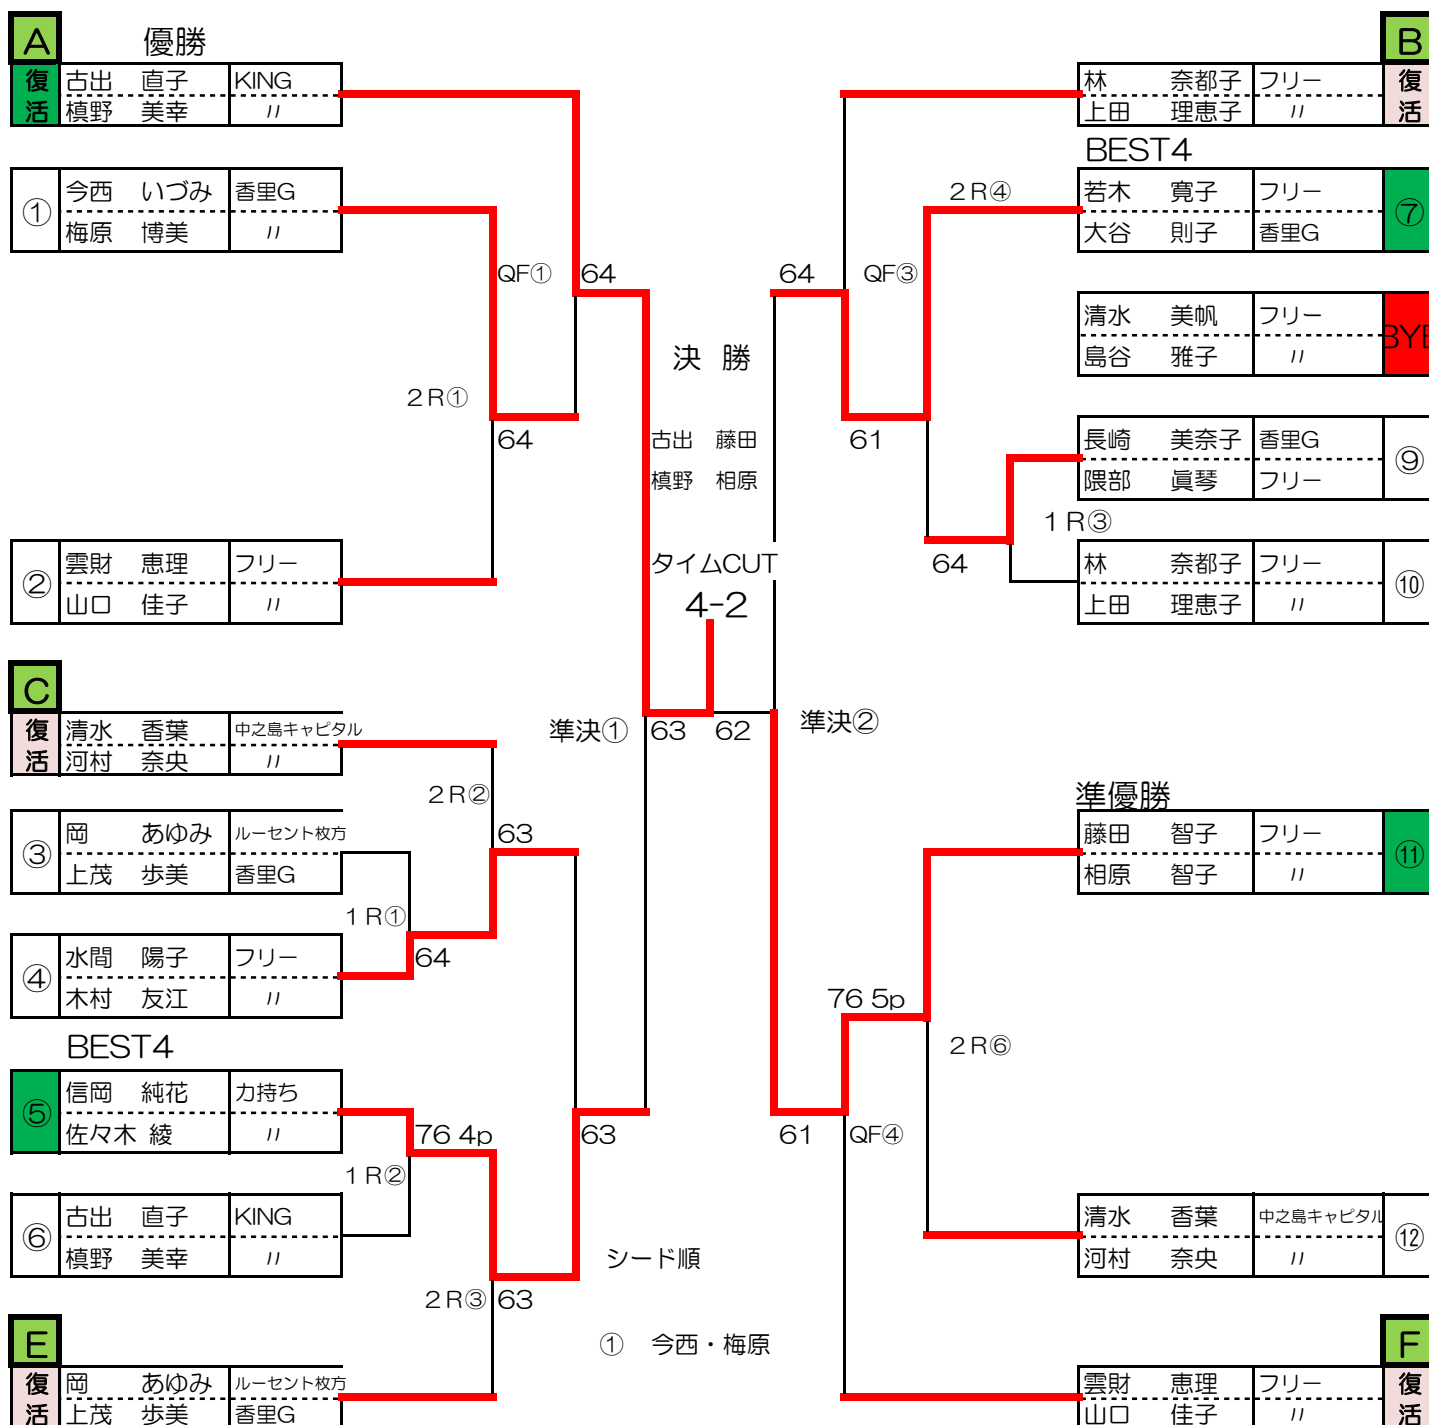 A
優勝
復活
古出 直子 KING
槙野 美幸 〃
① 今西 いづみ 香里G
梅原 博美 〃
QF① 64
2R①
64
② 雲財 恵理 フリー
山口 佳子 〃
C
復活
清水 香葉 中之島キャピタル
河村 奈央 〃
2R②
63
③ 岡 あゆみ ルーセント枚方
上茂 歩美 香里G
1R①
64
④ 水間 陽子 フリー
木村 友江 〃
BEST4
⑤ 信岡 純花 力持ち
佐々木 綾 〃
76 4p
63
1R②
⑥ 古出 直子 KING
槙野 美幸 〃
2R③ 63
E
復活
岡 あゆみ ルーセント枚方
上茂 歩美 香里G
決 勝
古出 藤田
槙野 相原
タイムCUT
4-2
準決① 63 62 準決②
シード順
① 今西・梅原
B
復活
林 奈都子 フリー
上田 理恵子 〃
BEST4
2R④
若木 寛子 フリー ⑦
大谷 則子 香里G
64 QF③
清水 美帆 フリー BYE
島谷 雅子 〃
61
長崎 美奈子 香里G ⑨
隈部 眞琴 フリー
1R③
64
林 奈都子 フリー ⑩
上田 理恵子 〃
準優勝
藤田 智子 フリー ⑪
相原 智子 〃
76 5p
2R⑥
61 QF④
清水 香葉 中之島キャピタル ⑫
河村 奈央 〃
F
復活
雲財 恵理 フリー
山口 佳子 〃